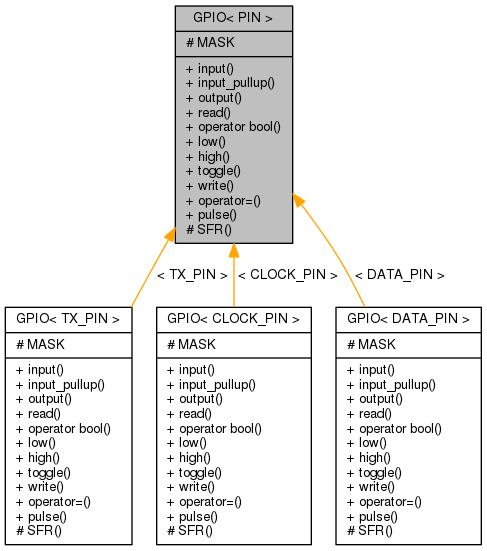 GPIO< PIN >
# MASK
+ input()
+ input_pullup()
+ output()
+ read()
+ operator bool()
+ low()
+ high()
+ toggle()
+ write()
+ operator=()
+ pulse()
# SFR()
< TX_PIN >
< CLOCK_PIN >
< DATA_PIN >
GPIO< TX_PIN >
# MASK
+ input()
+ input_pullup()
+ output()
+ read()
+ operator bool()
+ low()
+ high()
+ toggle()
+ write()
+ operator=()
+ pulse()
# SFR()
GPIO< CLOCK_PIN >
# MASK
+ input()
+ input_pullup()
+ output()
+ read()
+ operator bool()
+ low()
+ high()
+ toggle()
+ write()
+ operator=()
+ pulse()
# SFR()
GPIO< DATA_PIN >
# MASK
+ input()
+ input_pullup()
+ output()
+ read()
+ operator bool()
+ low()
+ high()
+ toggle()
+ write()
+ operator=()
+ pulse()
# SFR()